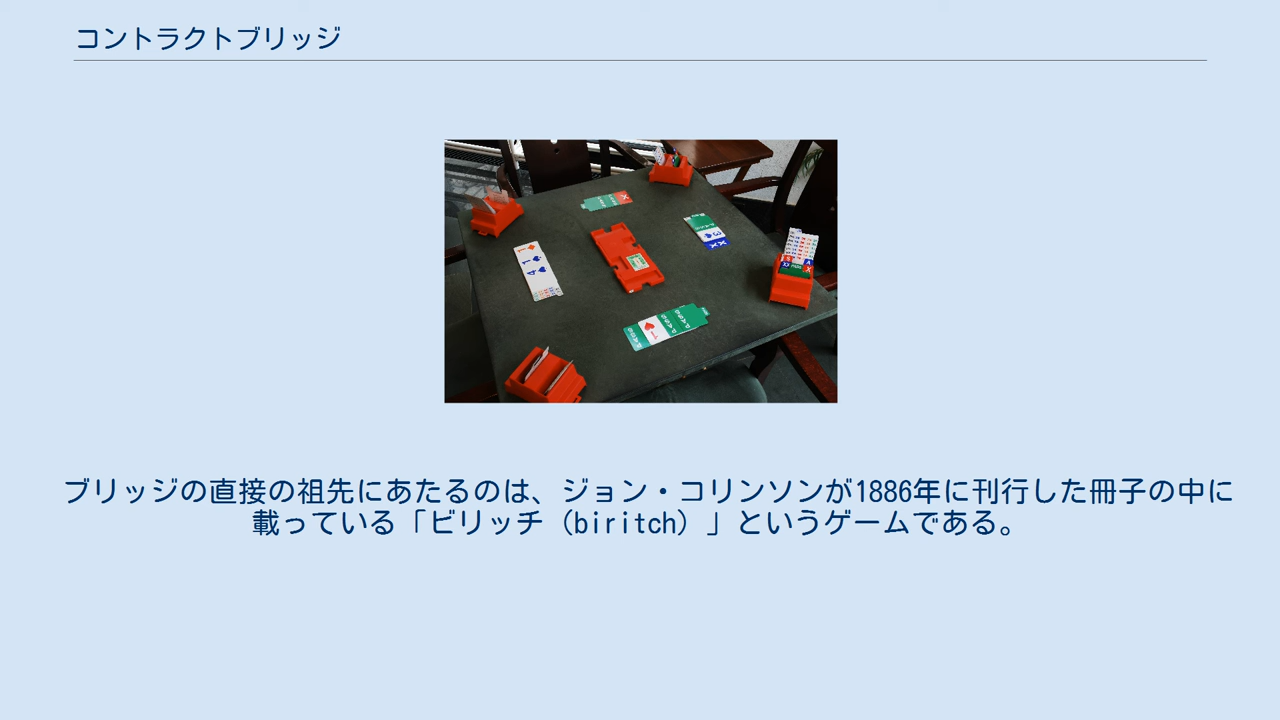 コントラクトブリッジ
ブリッジの直接の祖先にあたるのは、ジョン・コリンソンが1886年に刊行した冊子の中に
載っている「ビリッチ（biritch）」というゲームである。